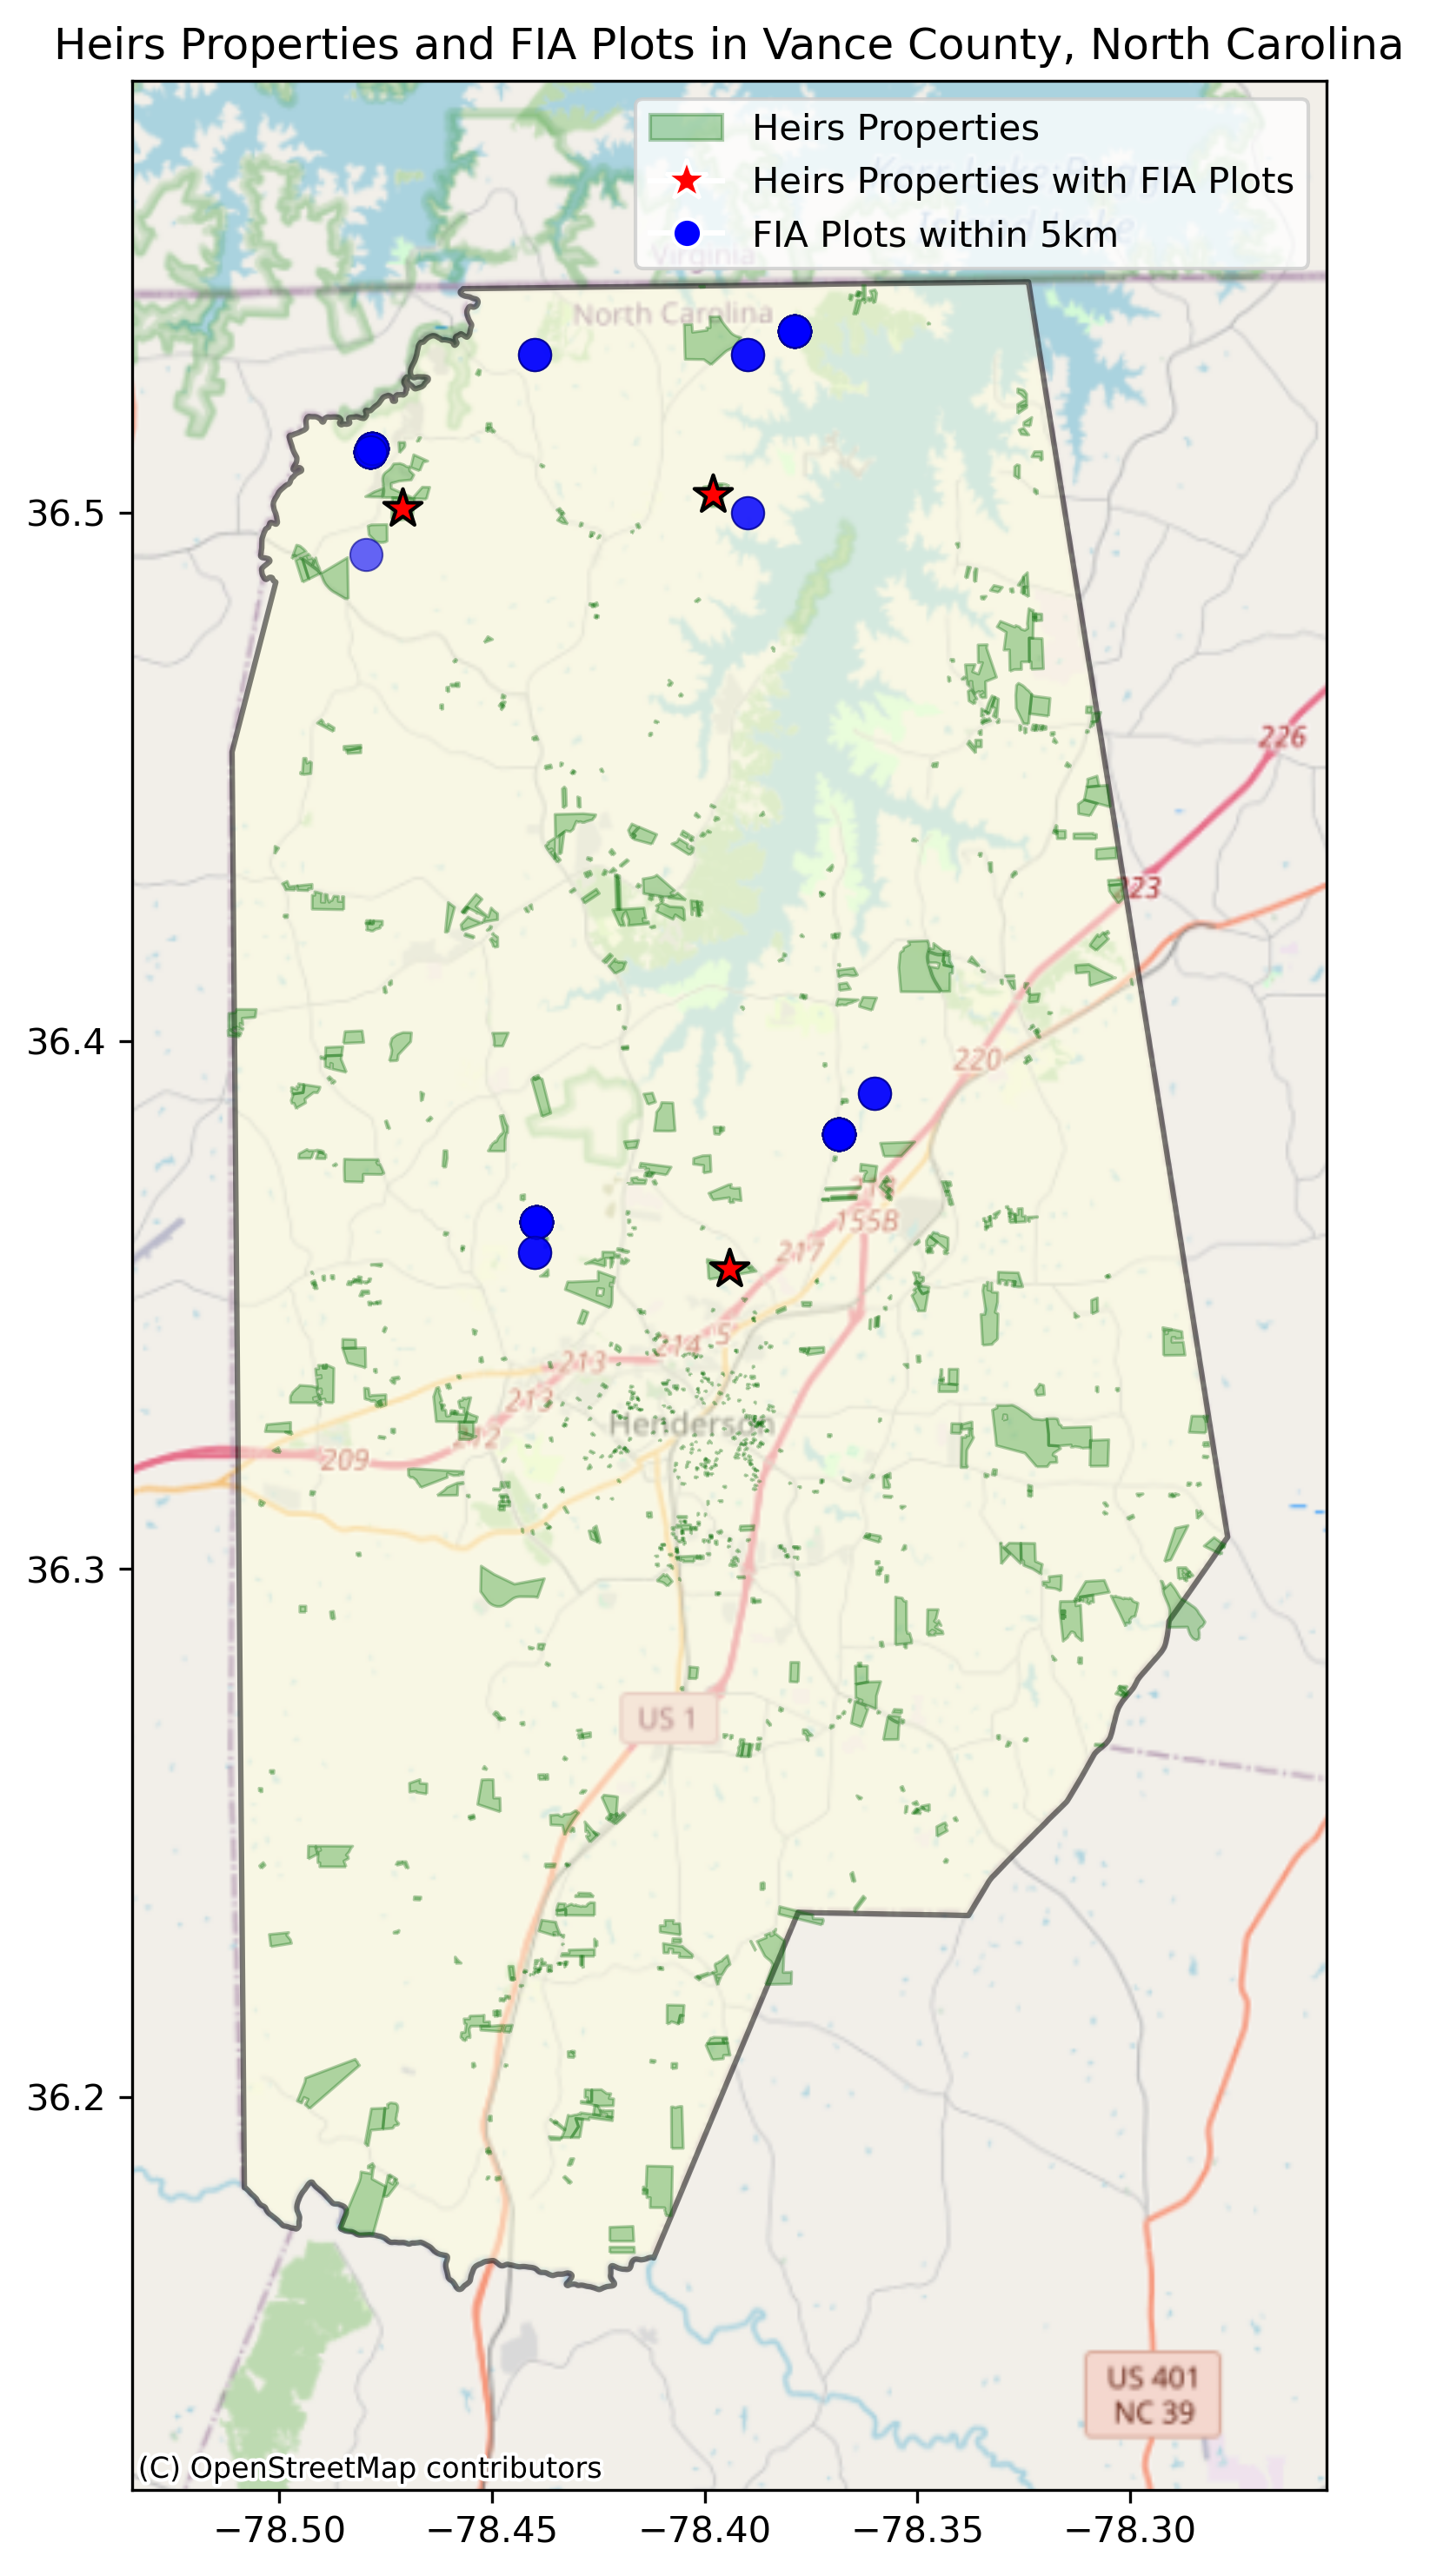 Heirs Properties and FIA Plots in Vance County, North Carolina
Heirs Properties
Heirs Properties with FIA Plots
FIA Plots within 5km
Virginia
North Carolina
36.5
226
223
36.4
220
155B
217
5
214
213
213
Henderson
212
209
36.3
US 1
36.2
US 401
NC 39
(C) OpenStreetMap contributors
−78.50
−78.45
−78.40
−78.35
−78.30